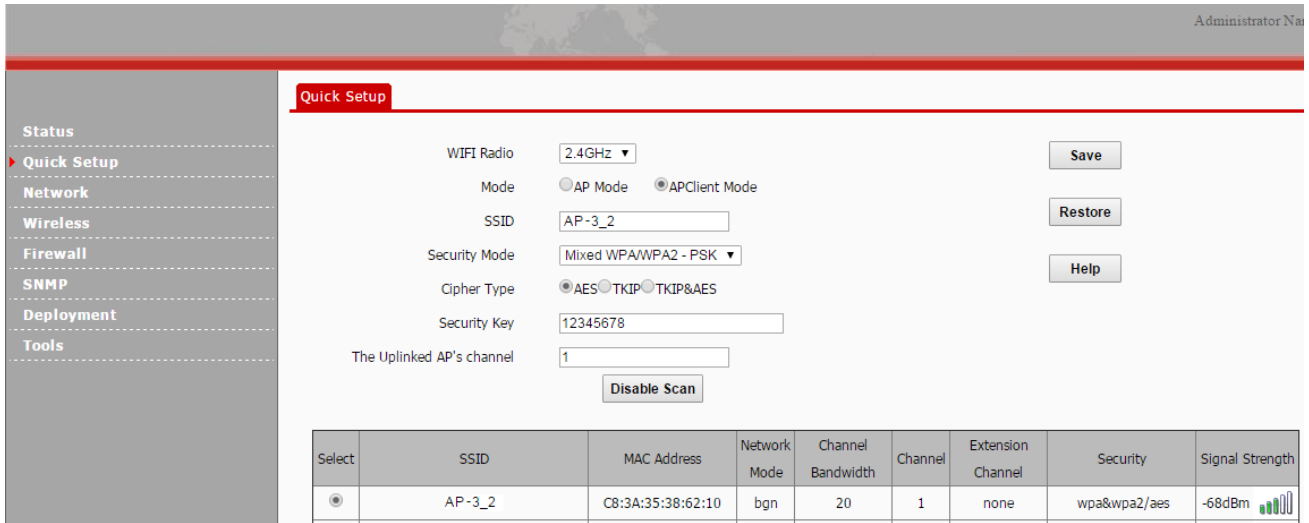 Administrator
Quick Setup
Status
Quick Setup
Network
Wireless
Firewall
SNMP
Deployment
Tools
WIFI Radio 2.4GHz
Mode AP Mode APClient Mode
SSID AP-3_2
Security Mode Mixed WPA/WPA2 - PSK
Cipher Type AES TKIP TKIP&AES
Security Key 12345678
The Uplinked AP's channel 1
Disable Scan
Save
Restore
Help
Select SSID MAC Address Network Mode Channel Bandwidth Channel Extension Channel Security Signal Strength
AP-3_2 C8:3A:35:38:62:10 bgn 20 1 none wpa&wpa2/aes -68dBm